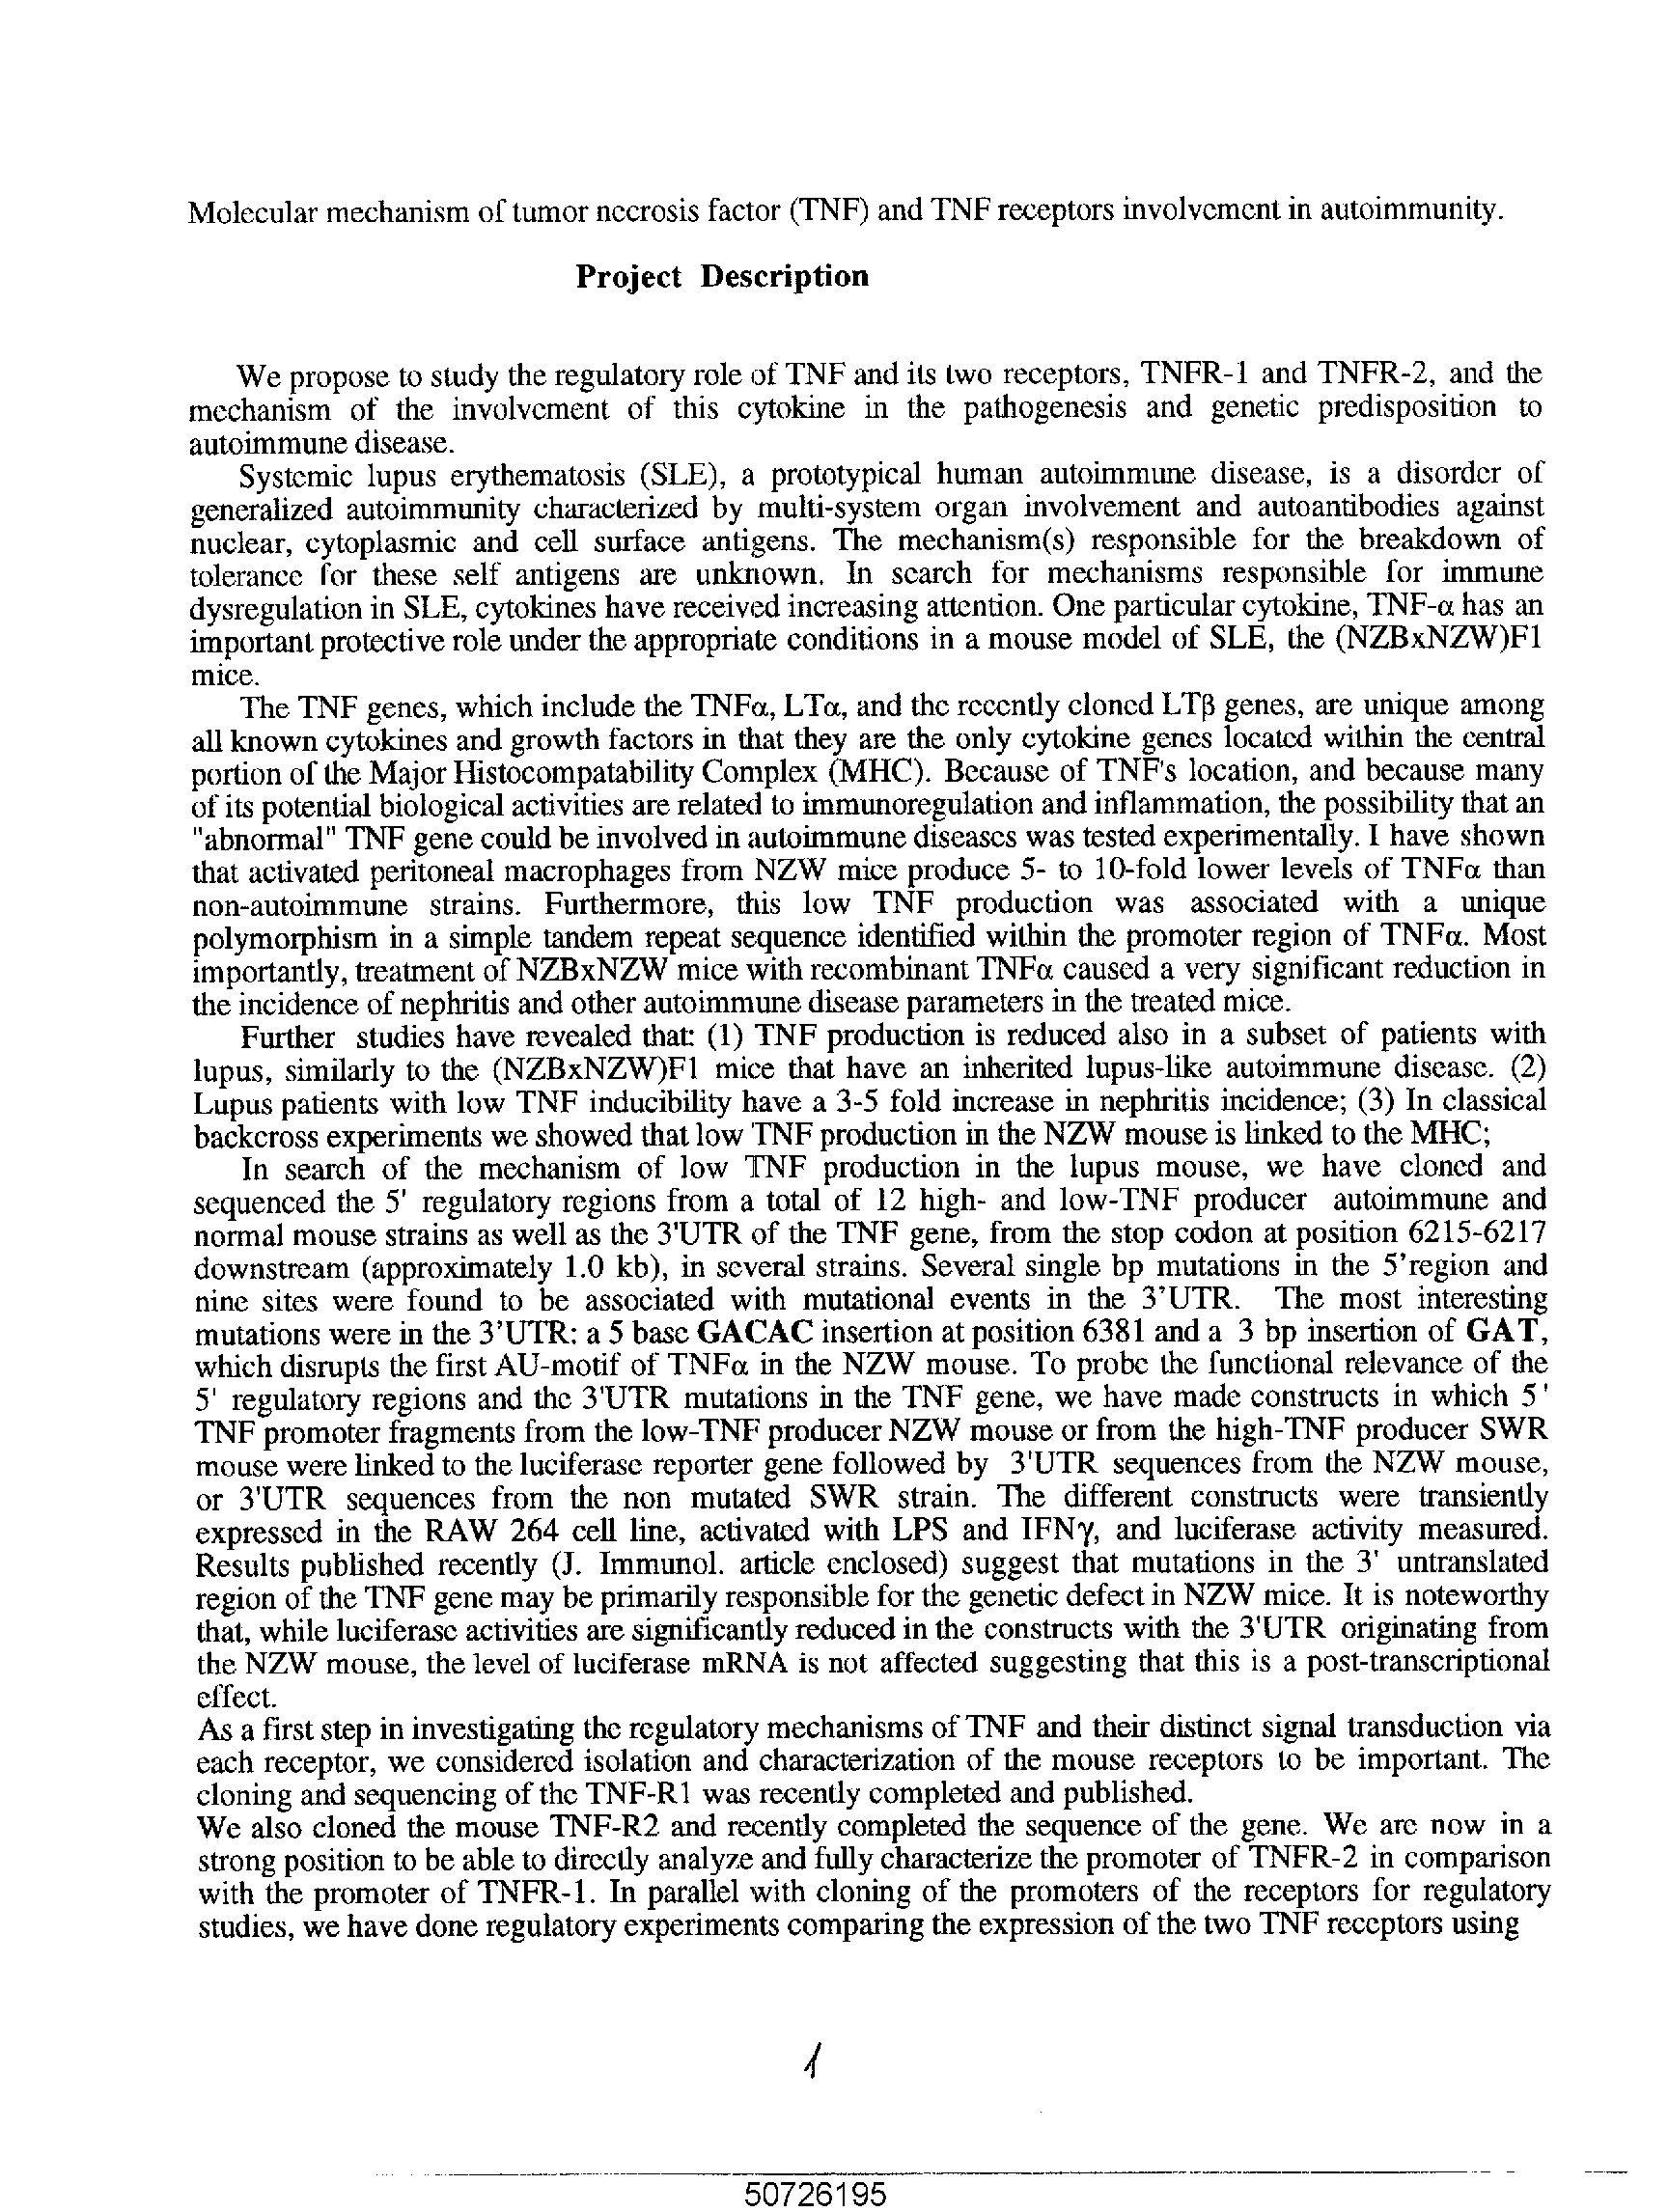 Molecular mechanism of tumor necrosis factor (TNF) and TNF receptors involvement in autoimmunity.
Project Description
We propose to study the regulatory role of TNF and its two receptors, TNFR-1 and TNFR-2, and the
mechanism of the involvement of this cytokine in the pathogenesis and genetic predisposition to
autoimmune disease.
Systemic lupus erythematosis (SLE), a prototypical human autoimmune disease, is a disorder of
generalized autoimmunity characterized by multi-system organ involvement and autoantibodies against
nuclear, cytoplasmic and cell surface antigens. The mechanism(s) responsible for the breakdown of
tolerance for these self antigens are unknown. In search for mechanisms responsible for immune
dysregulation in SLE, cytokines have received increasing attention. One particular cytokine, TNF-α has an
important protective role under the appropriate conditions in a mouse model of SLE, the (NZBxNZW)F1
mice.
The TNF genes, which include the TNFα, LTα, and the recently cloned LTβ genes, are unique among
all known cytokines and growth factors in that they are the only cytokine genes located within the central
portion of the Major Histocompatability Complex (MHC). Because of TNF's location, and because many
of its potential biological activities are related to immunoregulation and inflammation, the possibility that an
"abnormal" TNF gene could be involved in autoimmune diseases was tested experimentally. I have shown
that activated peritoneal macrophages from NZW mice produce 5- to 10-fold lower levels of TNFα than
non-autoimmune strains. Furthermore, this low TNF production was associated with a unique
polymorphism in a simple tandem repeat sequence identified within the promoter region of TNFα. Most
importantly, treatment of NZBxNZW mice with recombinant TNFα caused a very significant reduction in
the incidence of nephritis and other autoimmune disease parameters in the treated mice.
Further studies have revealed that: (1) TNF production is reduced also in a subset of patients with
lupus, similarly to the (NZBxNZW)F1 mice that have an inherited lupus-like autoimmune disease. (2)
Lupus patients with low TNF inducibility have a 3-5 fold increase in nephritis incidence; (3) In classical
backcross experiments we showed that low TNF production in the NZW mouse is linked to the MHC;
In search of the mechanism of low TNF production in the lupus mouse, we have cloned and
sequenced the 5' regulatory regions from a total of 12 high- and low-TNF producer autoimmune and
normal mouse strains as well as the 3'UTR of the TNF gene, from the stop codon at position 6215-6217
downstream (approximately 1.0 kb), in several strains. Several single bp mutations in the 5'region and
nine sites were found to be associated with mutational events in the 3'UTR. The most interesting
mutations were in the 3'UTR: a 5 base GACAC insertion at position 6381 and a 3 bp insertion of GAT,
which disrupts the first AU-motif of TNFα in the NZW mouse. To probe the functional relevance of the
5' regulatory regions and the 3'UTR mutations in the TNF gene, we have made constructs in which 5'
TNF promoter fragments from the low-TNF producer NZW mouse or from the high-TNF producer SWR
mouse were linked to the luciferase reporter gene followed by 3'UTR sequences from the NZW mouse,
or 3'UTR sequences from the non mutated SWR strain. The different constructs were transiently
expressed in the RAW 264 cell line, activated with LPS and IFNγ, and luciferase activity measured.
Results published recently (J. Immunol. article enclosed) suggest that mutations in the 3' untranslated
region of the TNF gene may be primarily responsible for the genetic defect in NZW mice. It is noteworthy
that, while luciferase activities are significantly reduced in the constructs with the 3'UTR originating from
the NZW mouse, the level of luciferase mRNA is not affected suggesting that this is a post-transcriptional
effect.
As a first step in investigating the regulatory mechanisms of TNF and their distinct signal transduction via
each receptor, we considered isolation and characterization of the mouse receptors to be important. The
cloning and sequencing of the TNF-R1 was recently completed and published.
We also cloned the mouse TNF-R2 and recently completed the sequence of the gene. We are now in a
strong position to be able to directly analyze and fully characterize the promoter of TNFR-2 in comparison
with the promoter of TNFR-1. In parallel with cloning of the promoters of the receptors for regulatory
studies, we have done regulatory experiments comparing the expression of the two TNF receptors using
1
50726195